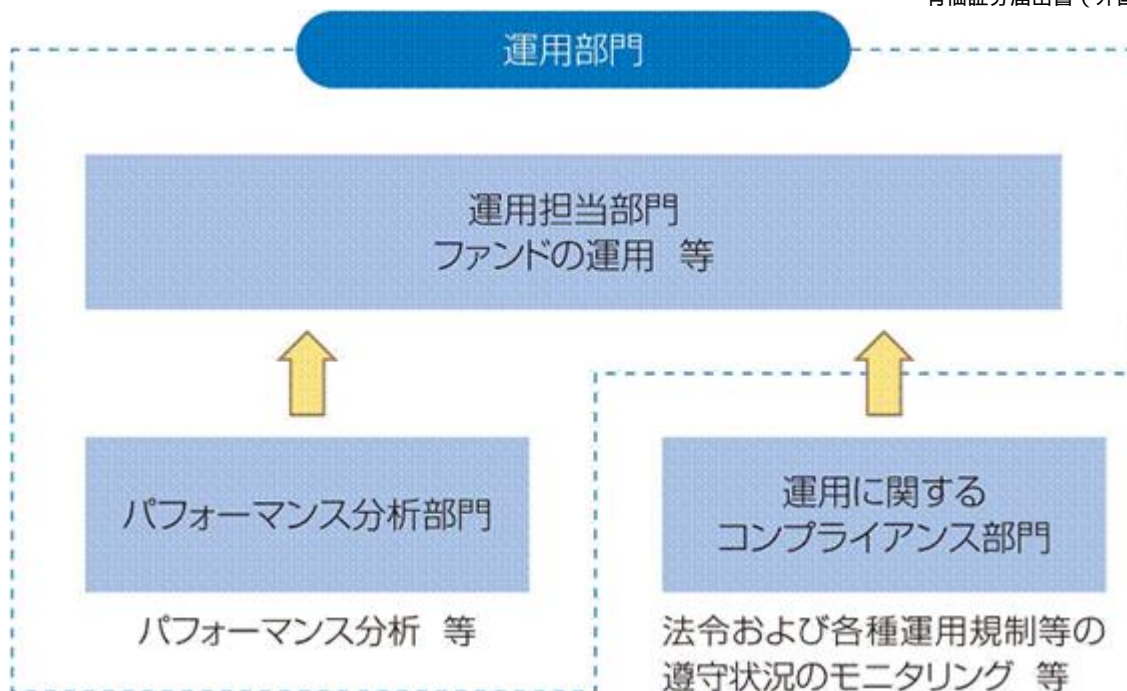 運用部門
運用担当部門
ファンドの運用 等
パフォーマンス分析部門
パフォーマンス分析 等
運用に関する
コンプライアンス部門
法令および各種運用規制等の
遵守状況のモニタリング 等